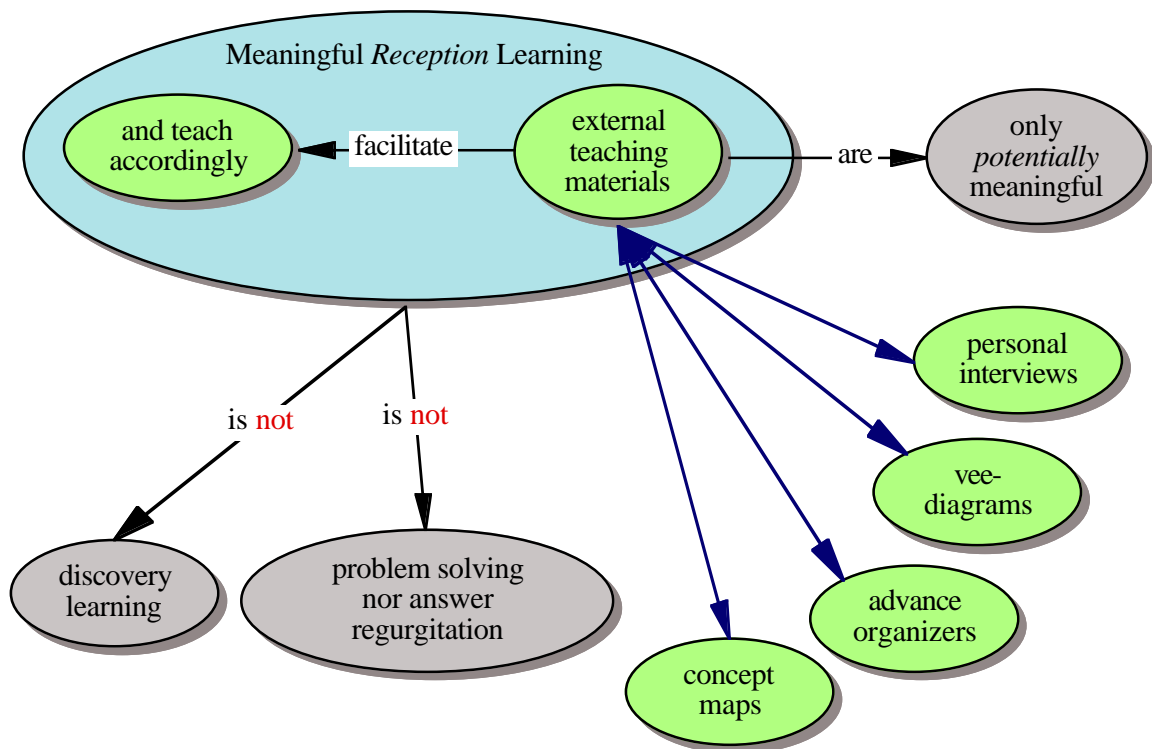 Meaningful Reception Learning
and teach
accordingly
facilitate
external
teaching
materials
are
only
potentially
meaningful
is not
is not
personal
interviews
vee-
diagrams
discovery
learning
problem solving
nor answer
regurgitation
advance
organizers
concept
maps